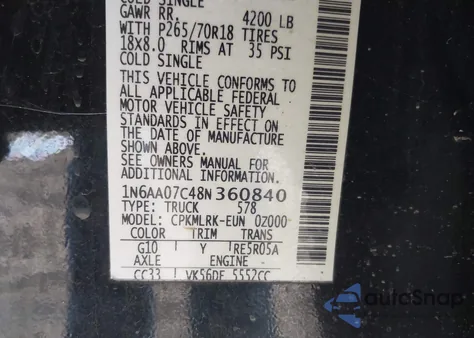 COLD SINGLE
GAWR RR. 4200 LB
WITH P265/70R18 TIRES
18X8.0 RIMS AT 35 PSI
COLD SINGLE
THIS VEHICLE CONFORMS TO
ALL APPLICABLE FEDERAL
MOTOR VEHICLE SAFETY
STANDARDS IN EFFECT ON
THE DATE OF MANUFACTURE
SHOWN ABOVE.
SEE OWNERS MANUAL FOR
ADDITIONAL INFORMATION.
1N6AA07C48N360840
TYPE: TRUCK 578
MODEL: CPKMLRK-EUN 0Z000
COLOR TRIM TRANS
G10 Y RE5R05A
AXLE ENGINE
CC33 VK56DE 5552CC
autoSnap